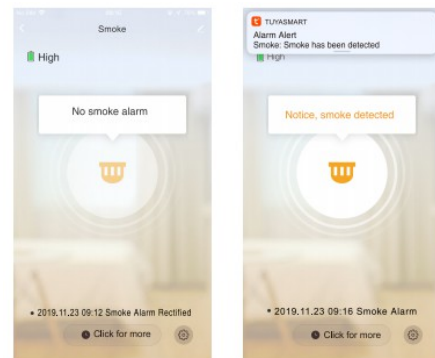 Smoke
High
No smoke alarm
• 2019.11.23 09:12 Smoke Alarm Rectified
Click for more
TUYASMART
Alarm Alert
Smoke: Smoke has been detected
High
Notice, smoke detected
• 2019.11.23 09:16 Smoke Alarm
Click for more